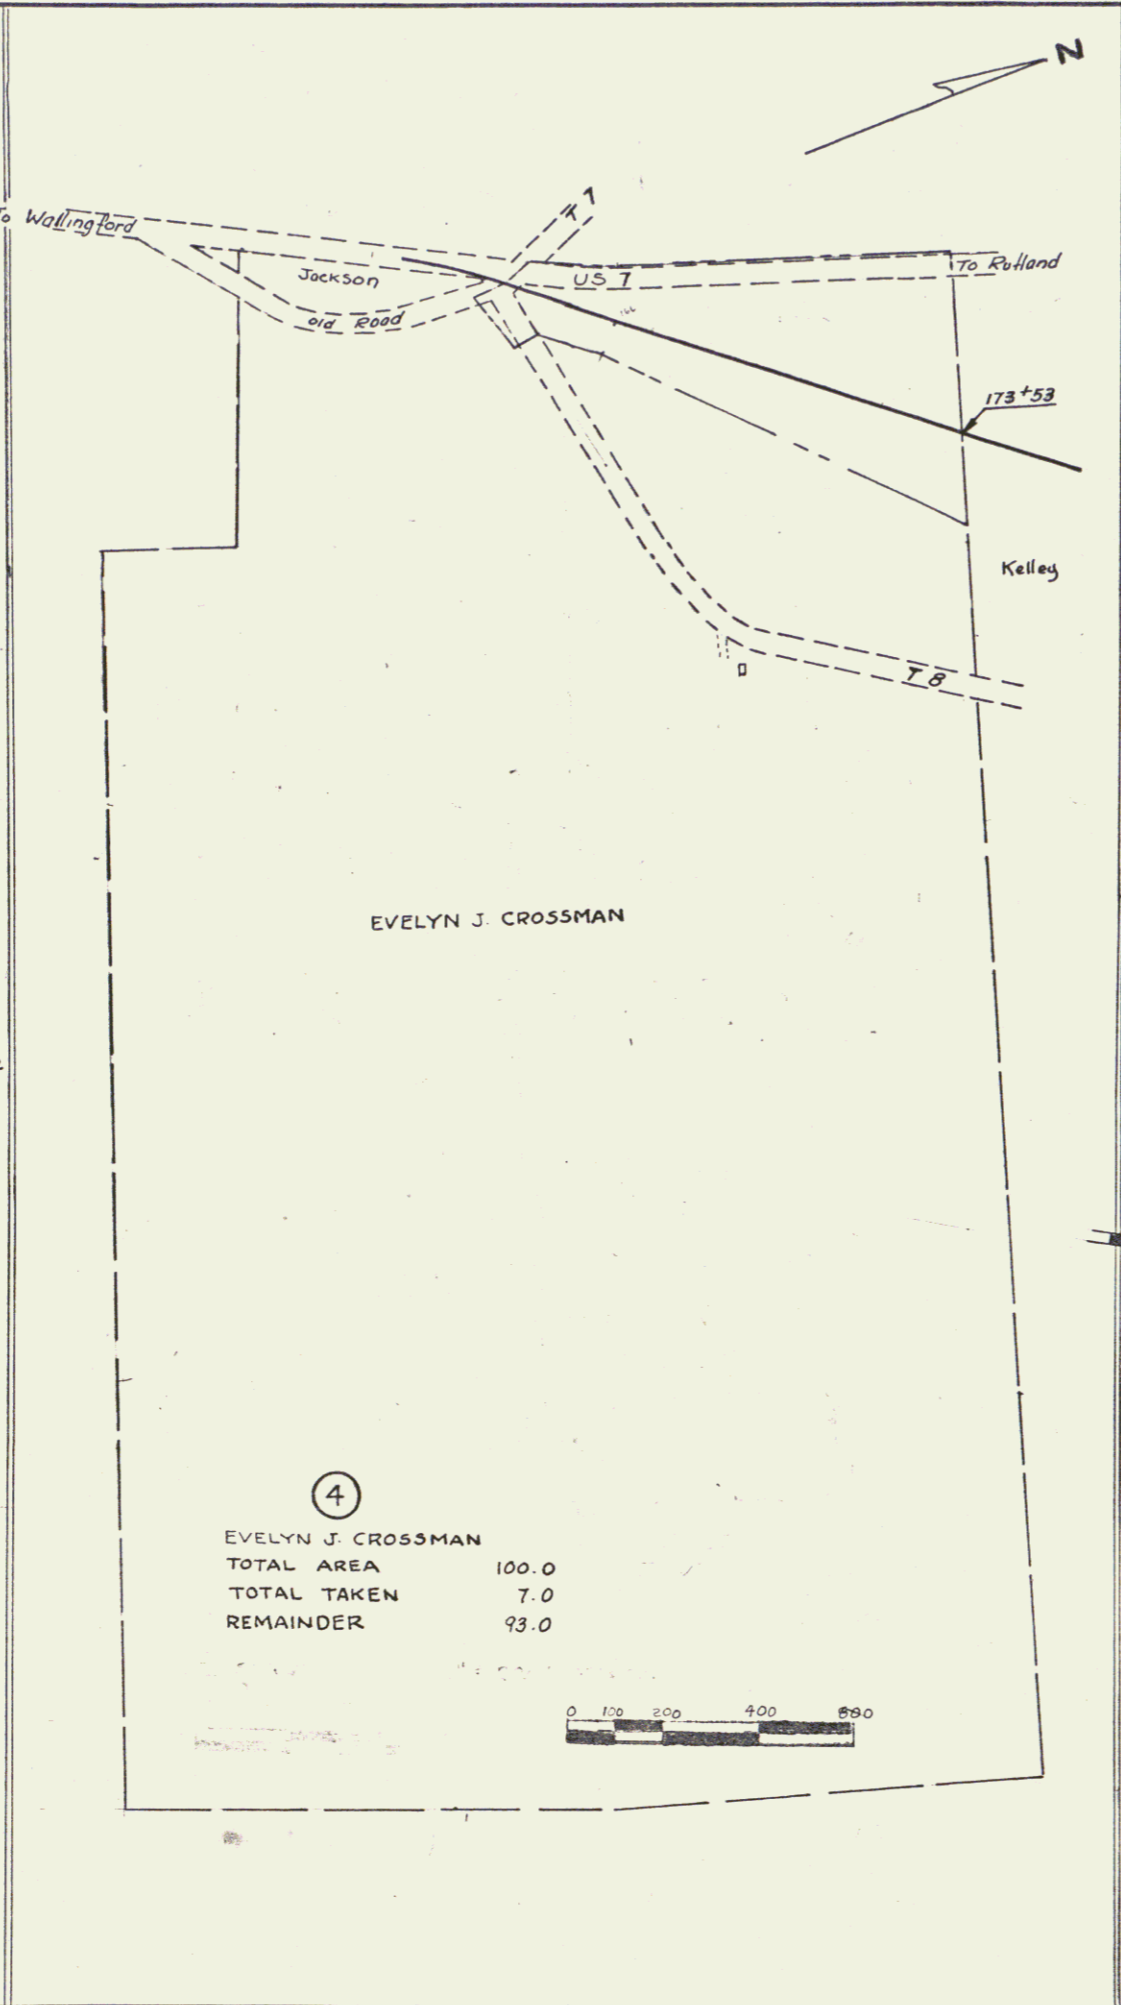 N
To Wallingford
T 7
Jackson
US 7
To Rutland
Old Road
166
173+53
Kelley
T 8
EVELYN J. CROSSMAN
4
EVELYN J. CROSSMAN
TOTAL AREA 100.0
TOTAL TAKEN 7.0
REMAINDER 93.0
0 100 200 400